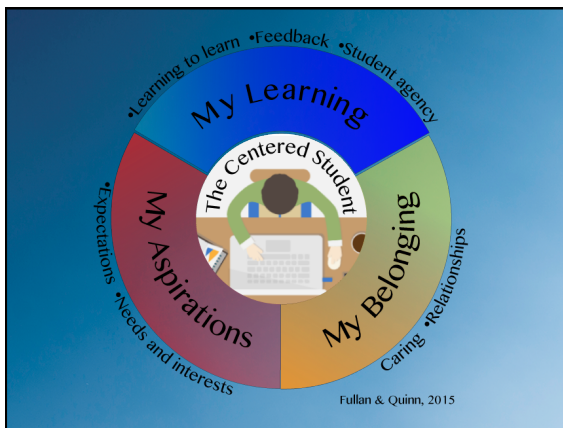 •Learning to learn •Feedback •Student agency
My Learning
The Centered Student
My Aspirations
•Expectations •Needs and interests
My Belonging
Caring •Relationships
Fullan & Quinn, 2015